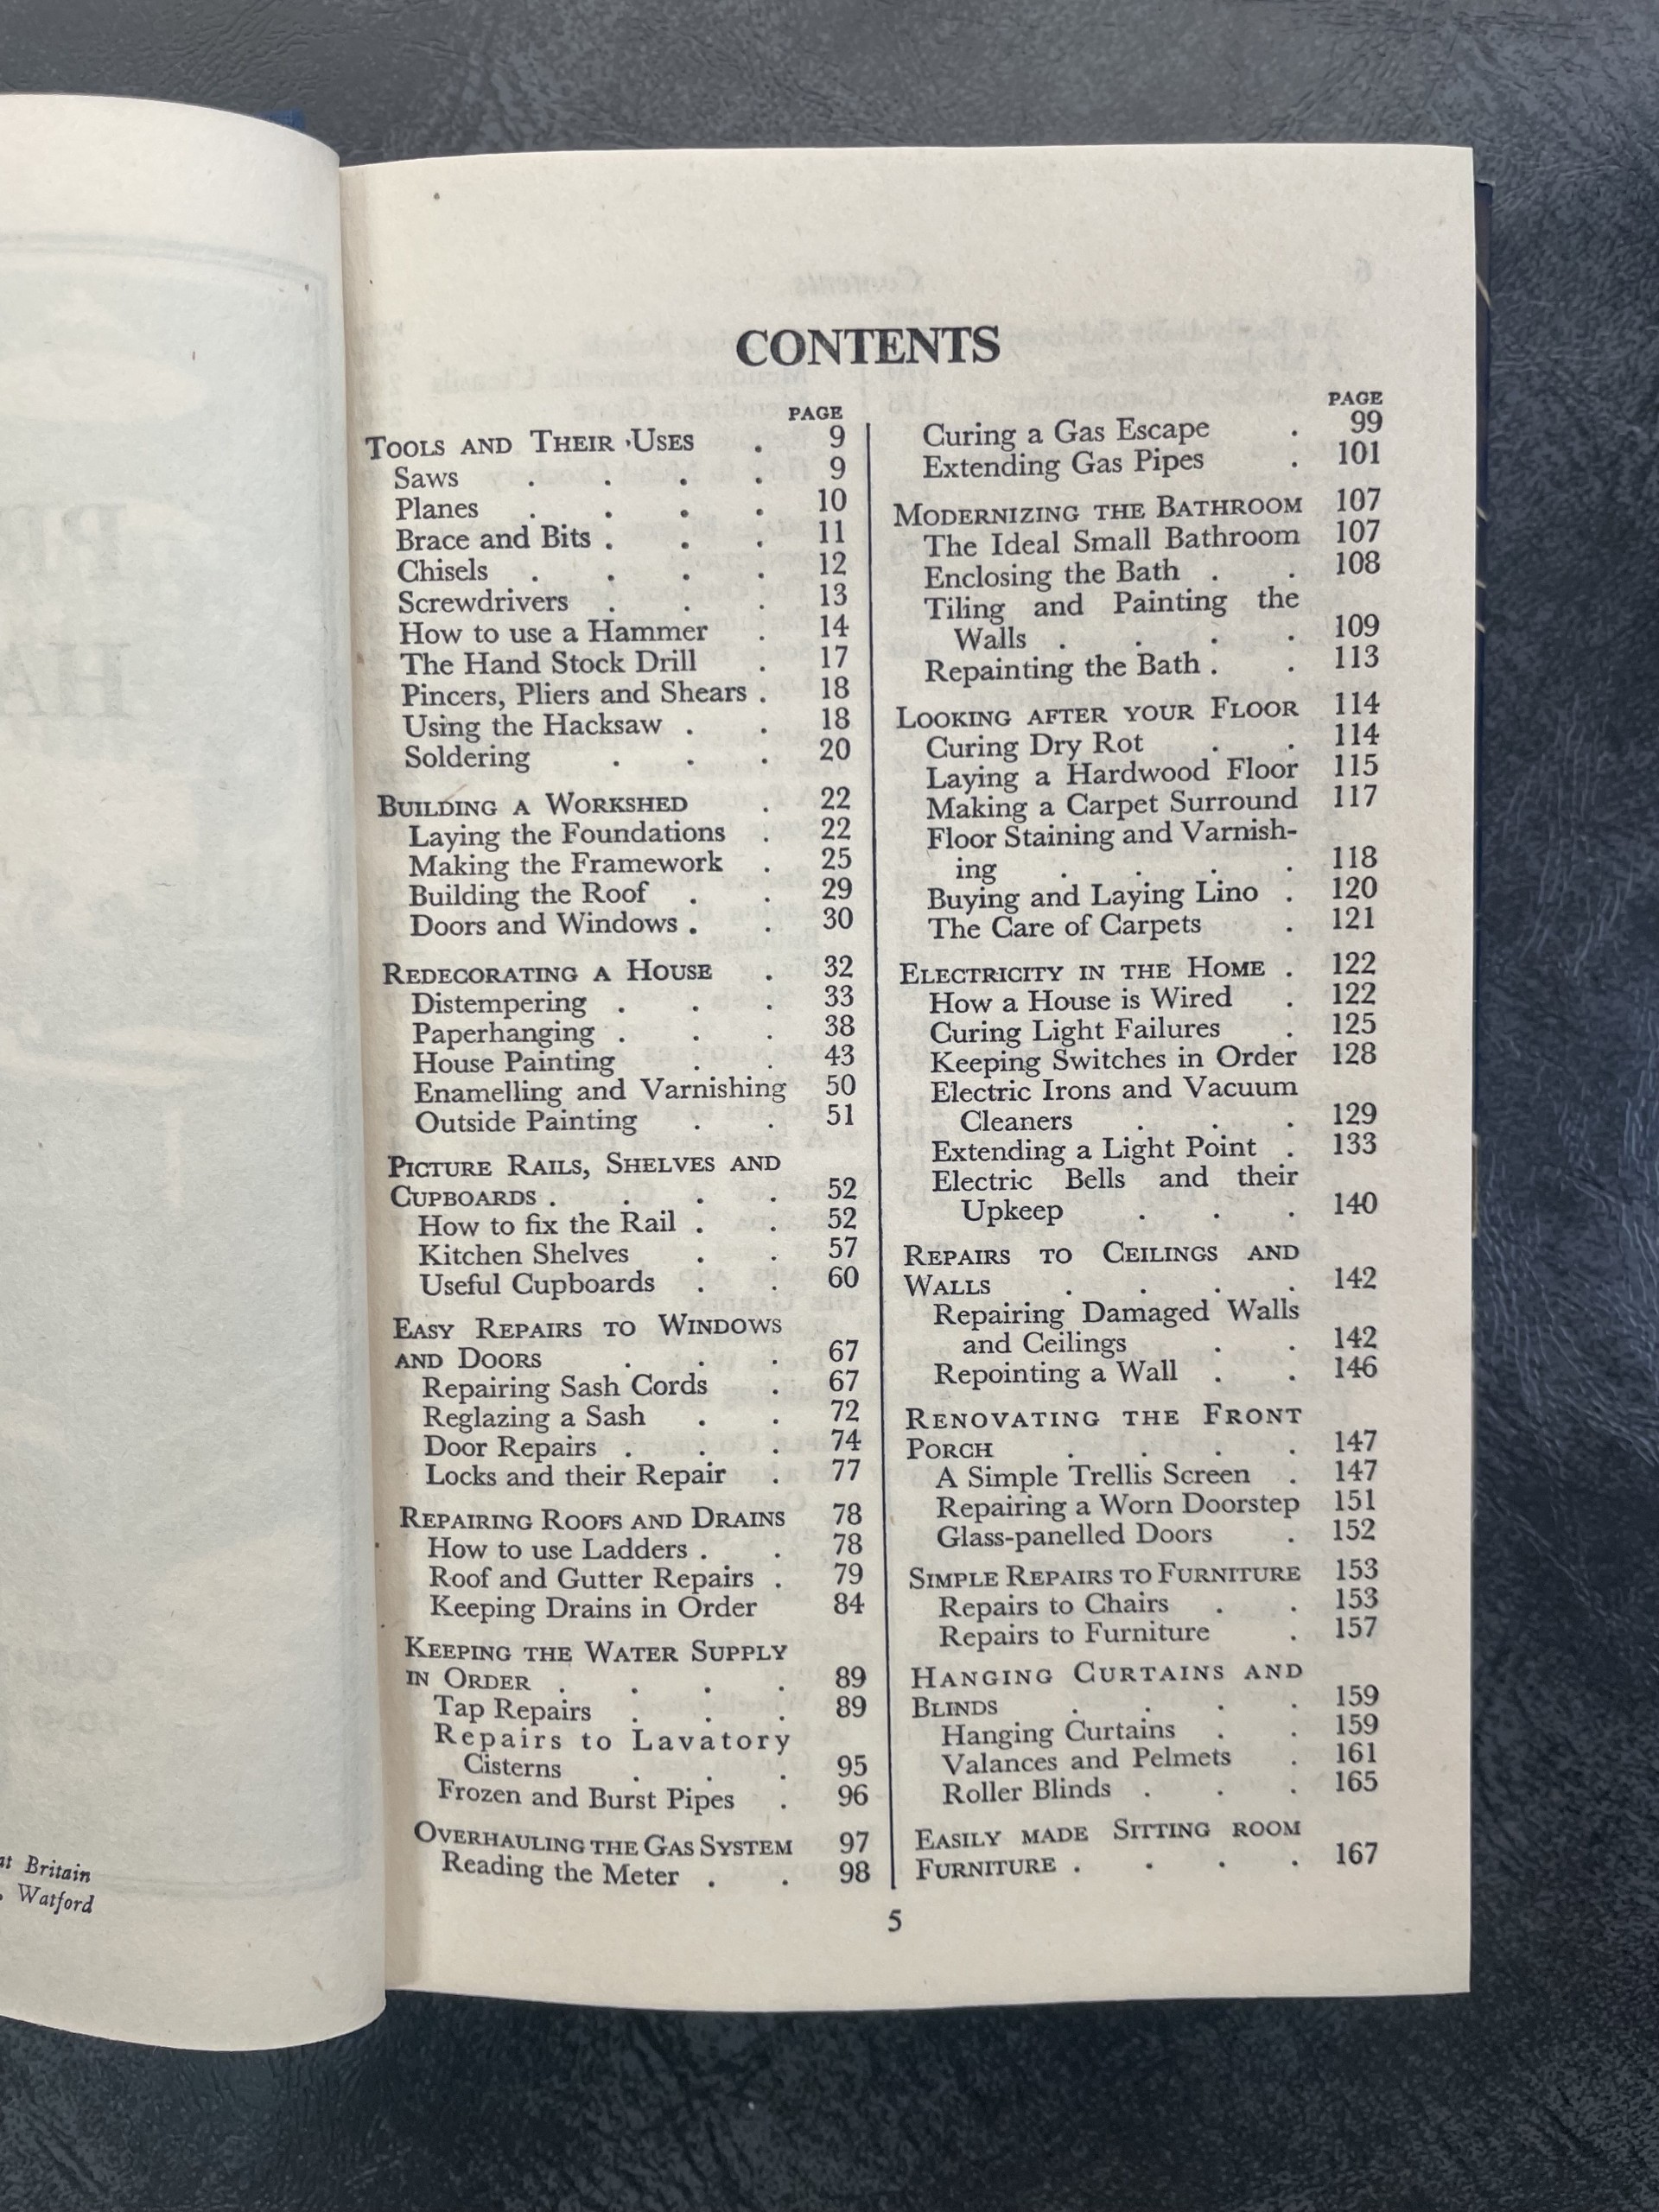 at Britain
, Watford
CONTENTS
PAGE
TOOLS AND THEIR USES . 9
Saws . . . . 9
Planes . . . . 10
Brace and Bits . . . 11
Chisels . . . . 12
Screwdrivers . . . 13
How to use a Hammer . 14
The Hand Stock Drill . 17
Pincers, Pliers and Shears . 18
Using the Hacksaw . . 18
Soldering . . . 20
BUILDING A WORKSHED . 22
Laying the Foundations . 22
Making the Framework . 25
Building the Roof . . 29
Doors and Windows . . 30
REDECORATING A HOUSE . 32
Distempering . . . 33
Paperhanging . . . 38
House Painting . . 43
Enamelling and Varnishing 50
Outside Painting . . 51
PICTURE RAILS, SHELVES AND
CUPBOARDS . . . . 52
How to fix the Rail . . 52
Kitchen Shelves . . 57
Useful Cupboards . . 60
EASY REPAIRS TO WINDOWS
AND DOORS . . . 67
Repairing Sash Cords . 67
Reglazing a Sash . . 72
Door Repairs . . . 74
Locks and their Repair . 77
REPAIRING ROOFS AND DRAINS 78
How to use Ladders . . 78
Roof and Gutter Repairs . 79
Keeping Drains in Order 84
KEEPING THE WATER SUPPLY
IN ORDER . . . . 89
Tap Repairs . . . 89
Repairs to Lavatory
Cisterns . . . 95
Frozen and Burst Pipes . 96
OVERHAULING THE GAS SYSTEM 97
Reading the Meter . . 98
PAGE
Curing a Gas Escape . 99
Extending Gas Pipes . 101
MODERNIZING THE BATHROOM 107
The Ideal Small Bathroom 107
Enclosing the Bath . . 108
Tiling and Painting the
Walls . . . . 109
Repainting the Bath . . 113
LOOKING AFTER YOUR FLOOR 114
Curing Dry Rot . . 114
Laying a Hardwood Floor 115
Making a Carpet Surround 117
Floor Staining and Varnish-
ing . . . . 118
Buying and Laying Lino . 120
The Care of Carpets . 121
ELECTRICITY IN THE HOME . 122
How a House is Wired . 122
Curing Light Failures . 125
Keeping Switches in Order 128
Electric Irons and Vacuum
Cleaners . . . 129
Extending a Light Point . 133
Electric Bells and their
Upkeep . . . 140
REPAIRS TO CEILINGS AND
WALLS . . . . 142
Repairing Damaged Walls
and Ceilings . . 142
Repointing a Wall . . 146
RENOVATING THE FRONT
PORCH . . . . 147
A Simple Trellis Screen . 147
Repairing a Worn Doorstep 151
Glass-panelled Doors . 152
SIMPLE REPAIRS TO FURNITURE 153
Repairs to Chairs . . 153
Repairs to Furniture . 157
HANGING CURTAINS AND
BLINDS . . . . 159
Hanging Curtains . . 159
Valances and Pelmets . 161
Roller Blinds . . . 165
EASILY MADE SITTING ROOM
FURNITURE . . . . 167
5